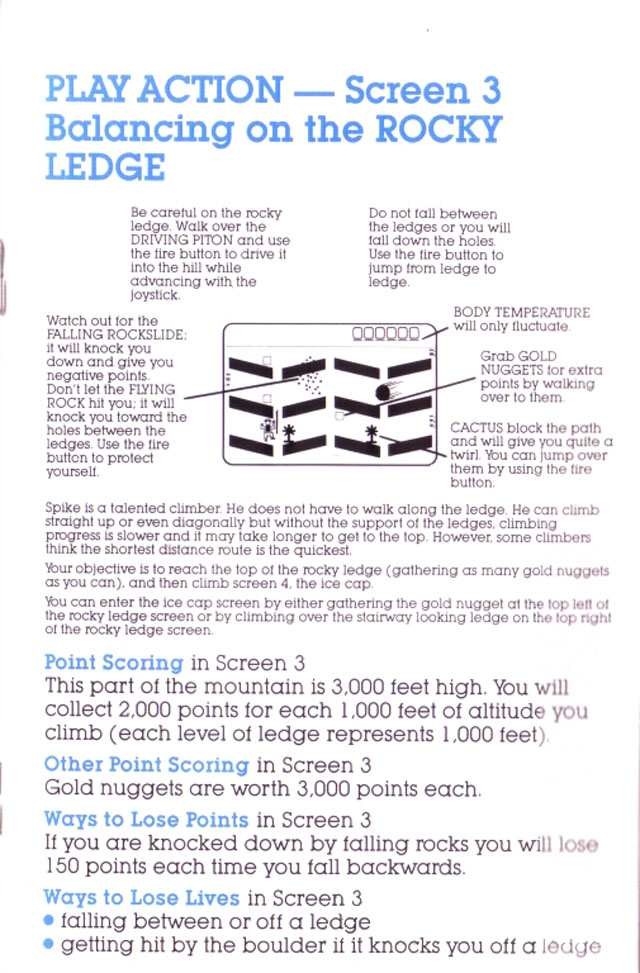 PLAY ACTION — Screen 3
Balancing on the ROCKY
LEDGE
Be careful on the rocky
ledge. Walk over the
DRIVING PITON and use
the fire button to drive it
into the hill while
advancing with the
joystick.
Do not fall between
the ledges or you will
fall down the holes.
Use the fire button to
jump from ledge to
ledge.
Watch out for the
FALLING ROCKSLIDE;
it will knock you
down and give you
negative points.
Don't let the FLYING
ROCK hit you; it will
knock you toward the
holes between the
ledges. Use the fire
button to protect
yourself.
BODY TEMPERATURE
will only fluctuate.
Grab GOLD
NUGGETS for extra
points by walking
over to them.
CACTUS block the path
and will give you quite a
twirl. You can jump over
them by using the fire
button.
Spike is a talented climber. He does not have to walk along the ledge. He can climb
straight up or even diagonally but without the support of the ledges, climbing
progress is slower and it may take longer to get to the top. However, some climbers
think the shortest distance route is the quickest.
Your objective is to reach the top of the rocky ledge (gathering as many gold nuggets
as you can), and then climb screen 4, the ice cap.
You can enter the ice cap screen by either gathering the gold nugget at the top left of
the rocky ledge screen or by climbing over the stairway looking ledge on the top right
of the rocky ledge screen.
Point Scoring in Screen 3
This part of the mountain is 3,000 feet high. You will
collect 2,000 points for each 1,000 feet of altitude you
climb (each level of ledge represents 1,000 feet).
Other Point Scoring in Screen 3
Gold nuggets are worth 3,000 points each.
Ways to Lose Points in Screen 3
If you are knocked down by falling rocks you will lose
150 points each time you fall backwards.
Ways to Lose Lives in Screen 3
• falling between or off a ledge
• getting hit by the boulder if it knocks you off a ledge